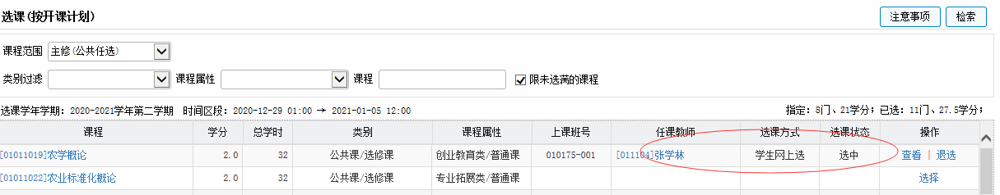 选课(按开课计划) 注意事项 检索
课程范围 主修(公共任选)
类别过滤 课程属性 课程 限未选满的课程
选课学年学期：2020-2021学年第二学期 时间区段：2020-12-29 01:00 → 2021-01-05 12:00 指定：8门、21学分；已选：11门、27.5学分；
课程 学分 总学时 类别 课程属性 上课班号 任课教师 选课方式 选课状态 操作
[01011019]农学概论 2.0 32 公共课/选修课 创业教育类/普通课 010175-001 [011104]张学林 学生网上选 选中 查看 | 退选
[01011022]农业标准化概论 2.0 32 公共课/选修课 专业拓展类/普通课 选择